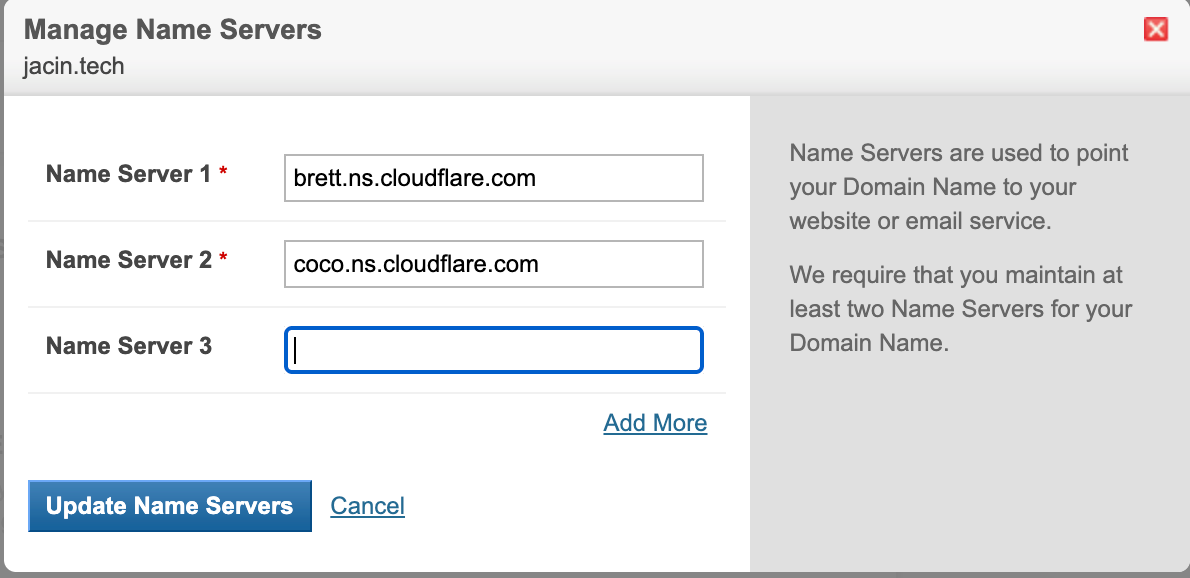 Manage Name Servers
jacin.tech
Name Server 1 *
brett.ns.cloudflare.com
Name Server 2 *
coco.ns.cloudflare.com
Name Server 3
Add More
Update Name Servers
Cancel
Name Servers are used to point
your Domain Name to your
website or email service.
We require that you maintain at
least two Name Servers for your
Domain Name.